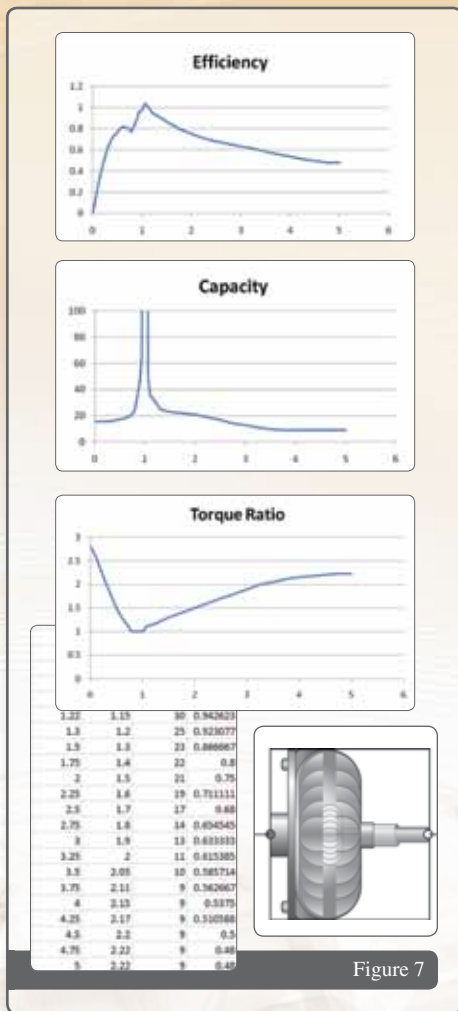 Efficiency
1.2
1
0.8
0.6
0.4
0.2
0
0 1 2 3 4 5 6
Capacity
100
80
60
40
20
0
0 1 2 3 4 5 6
Torque Ratio
3
2.5
2
1.5
1
0.5
0
0 1 2 3 4 5 6
1.22 1.15 30 0.942623
1.3 1.2 25 0.923077
1.5 1.3 23 0.866667
1.75 1.4 22 0.8
2 1.5 21 0.75
2.25 1.6 19 0.711111
2.5 1.7 17 0.68
2.75 1.8 14 0.654545
3 1.9 13 0.633333
3.25 2 11 0.615385
3.5 2.05 10 0.585714
3.75 2.11 9 0.562667
4 2.15 9 0.5375
4.25 2.17 9 0.510588
4.5 2.2 9 0.5
4.75 2.22 9 0.48
5 2.22 9 0.48
Figure 7